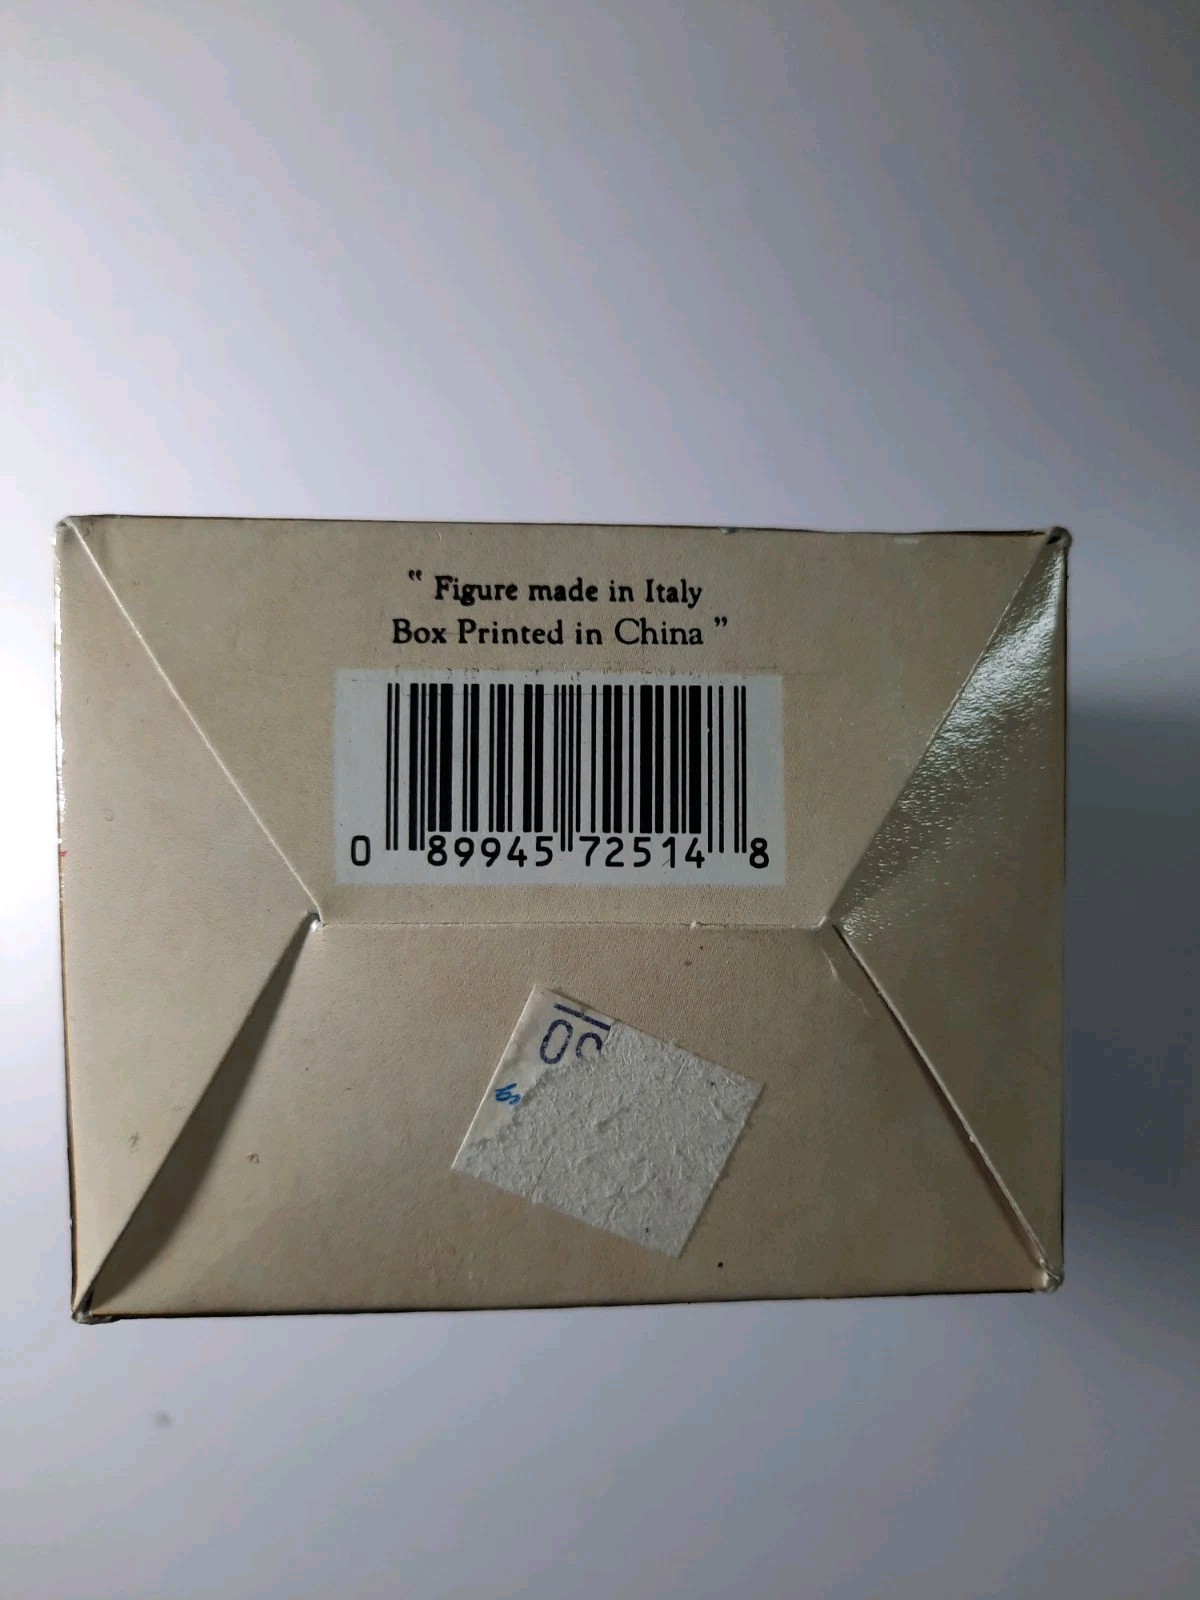 “ Figure made in Italy
Box Printed in China ”
0 89945 72514 8